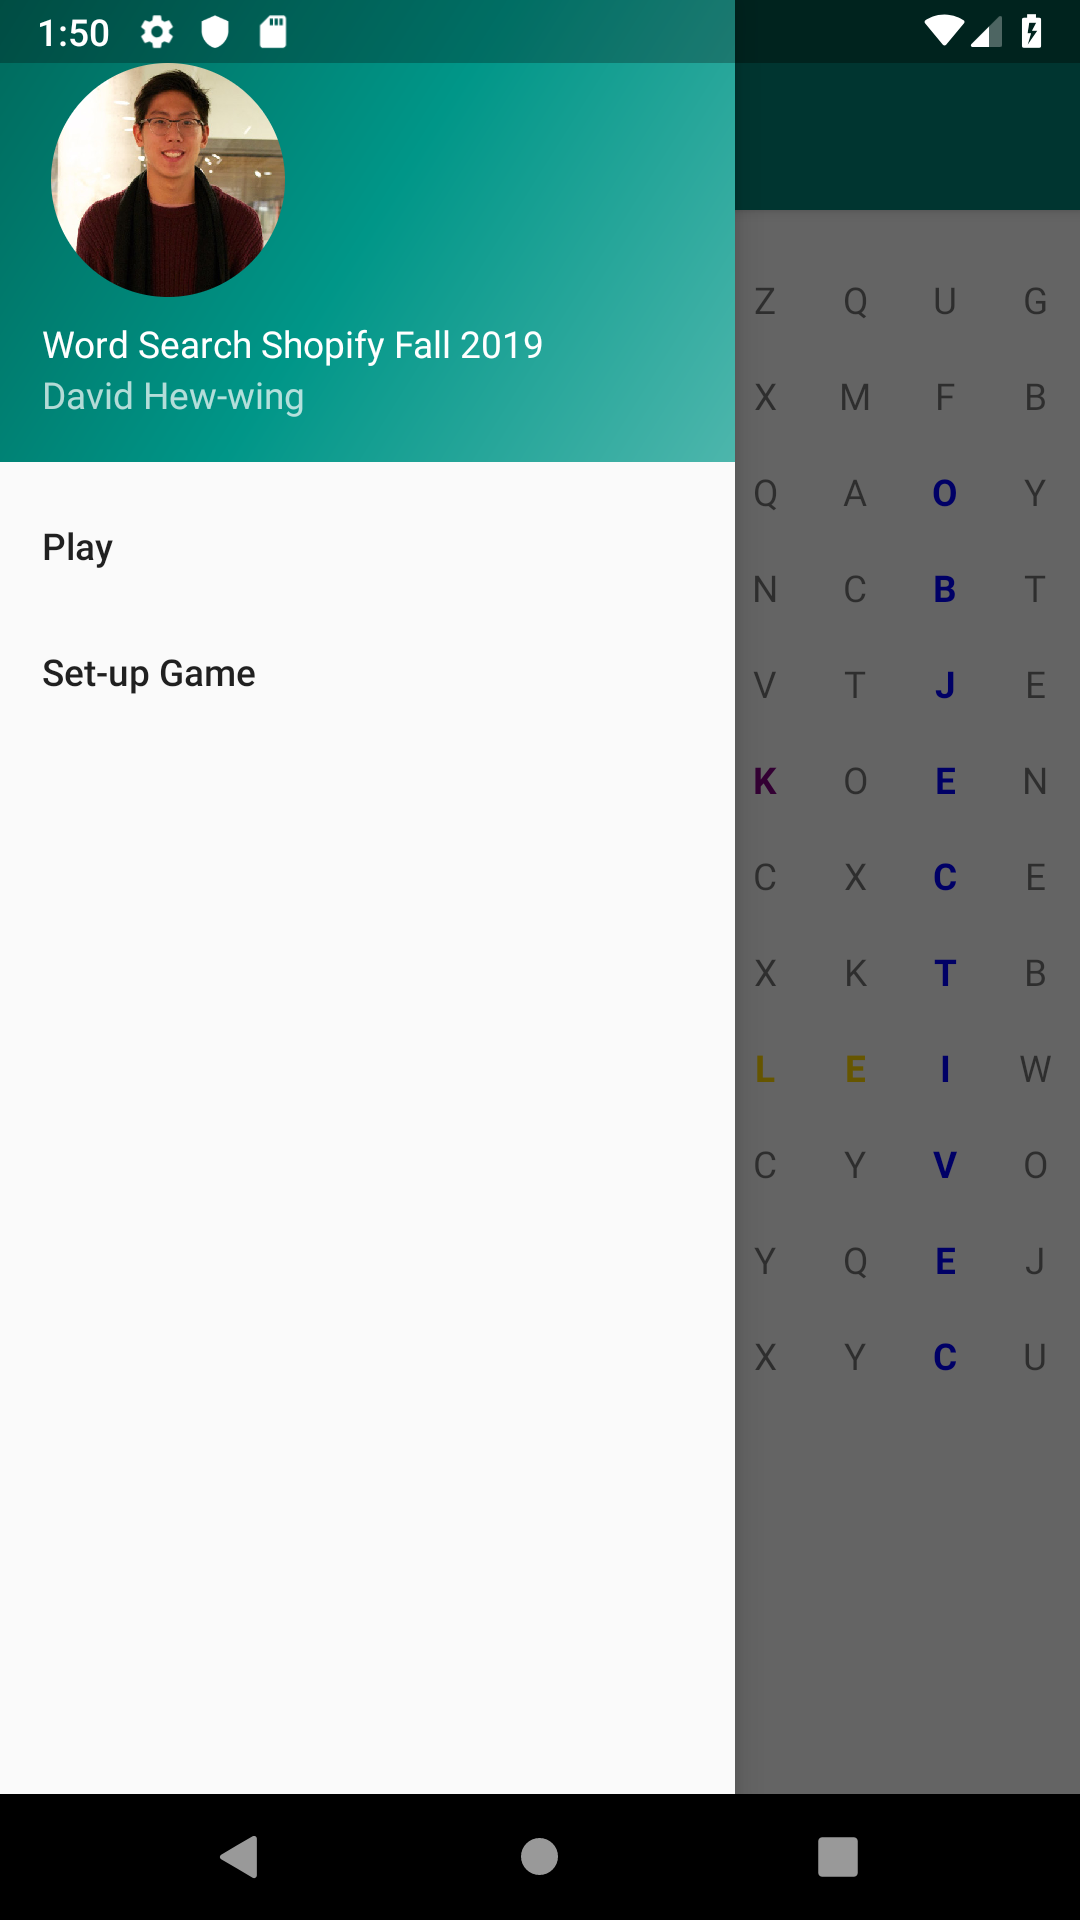 1:50
Word Search Shopify Fall 2019
David Hew-wing
Play
Set-up Game
Z Q U G
X M F B
Q A O Y
N C B T
V T J E
K O E N
C X C E
X K T B
L E I W
C Y V O
Y Q E J
X Y C U